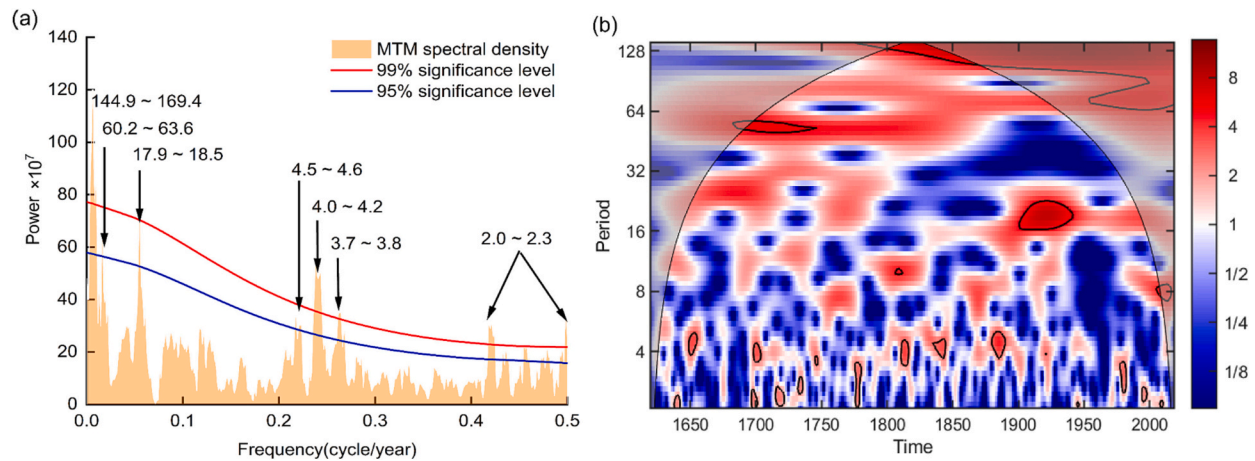 (a)
140
120
100
80
60
40
20
0
Power ×10⁷
MTM spectral density
99% significance level
95% significance level
144.9 ~ 169.4
60.2 ~ 63.6
17.9 ~ 18.5
4.5 ~ 4.6
4.0 ~ 4.2
3.7 ~ 3.8
2.0 ~ 2.3
0.0 0.1 0.2 0.3 0.4 0.5
Frequency(cycle/year)
(b)
128
64
32
16
8
4
Period
1650 1700 1750 1800 1850 1900 1950 2000
Time
8
4
2
1
1/2
1/4
1/8